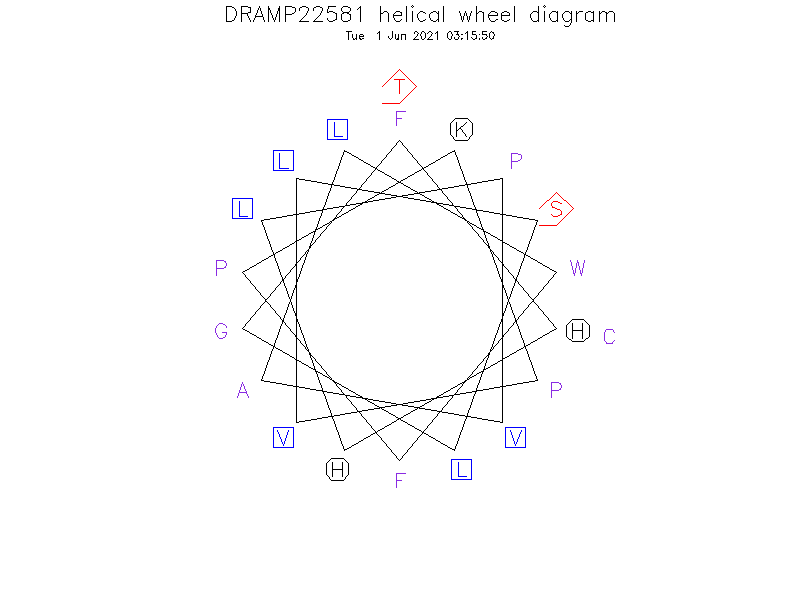 DRAMP22581 helical wheel diagram
Tue 1 Jun 2021 03:15:50
T
F
L K
L P
L S
P W
G H C
A P
V V
H L
F